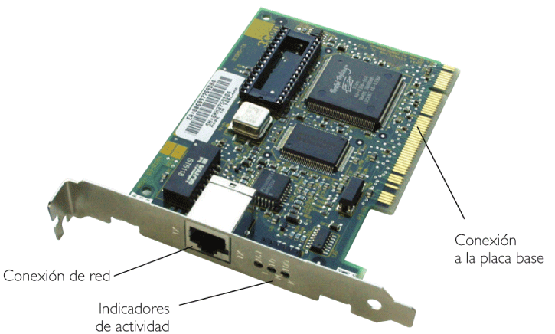 Conexión
a la placa base
Conexión de red
Indicadores
de actividad